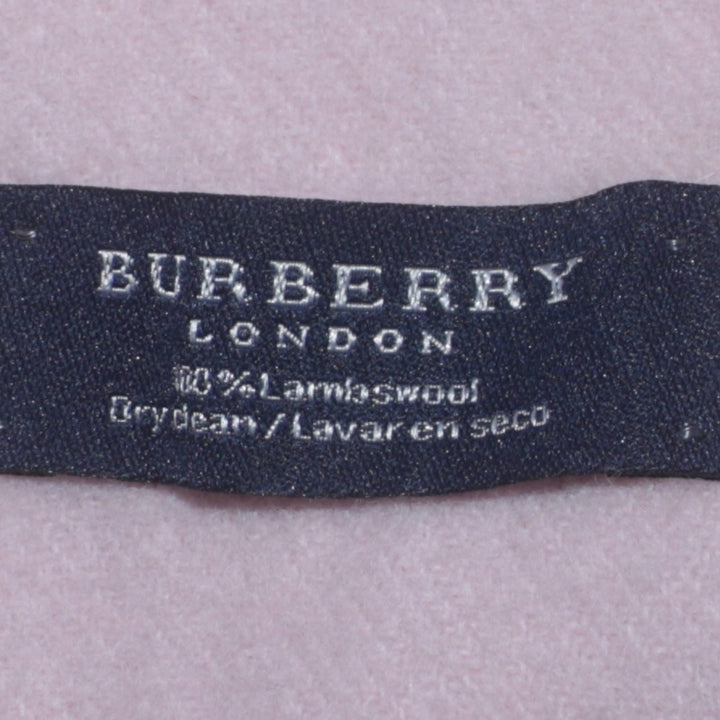 BURBERRY
LONDON
100% Lambswool
Dry clean / Lavar en seco